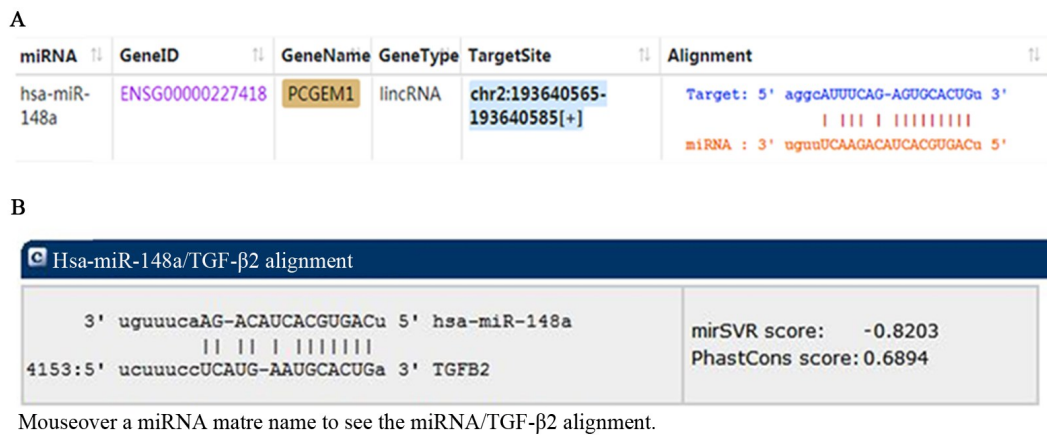 A
miRNA GeneID GeneName GeneType TargetSite Alignment
hsa-miR-148a ENSG00000227418 PCGEM1 lincRNA chr2:193640565-193640585[+]
Target: 5' aggcAUUUCAG-AGUGCACUGu 3'
| ||| | |||||||||
miRNA : 3' uguuUCAAGACAUCACGUGACu 5'
B
C Hsa-miR-148a/TGF-β2 alignment
3' uguuucaAG-ACAUCACGUGACu 5' hsa-miR-148a
|| || | |||||||
4153:5' ucuuuccUCAUG-AAUGCACUGa 3' TGFB2
mirSVR score: -0.8203
PhastCons score: 0.6894
Mouseover a miRNA matre name to see the miRNA/TGF-β2 alignment.